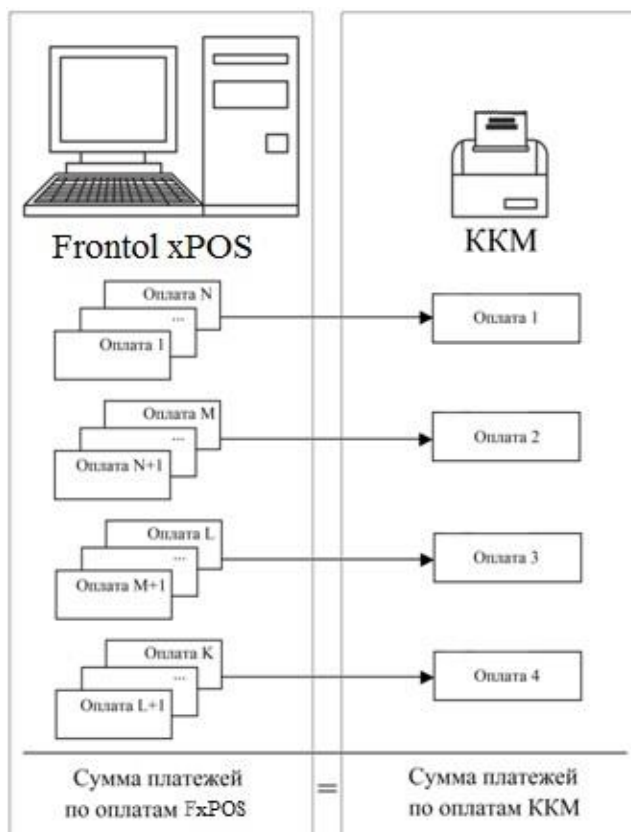 Frontol xPOS
ККМ
Оплата N
...
Оплата 1
Оплата 1
Оплата M
...
Оплата N+1
Оплата 2
Оплата L
...
Оплата M+1
Оплата 3
Оплата K
...
Оплата L+1
Оплата 4
Сумма платежей
по оплатам FxPOS
=
Сумма платежей
по оплатам ККМ